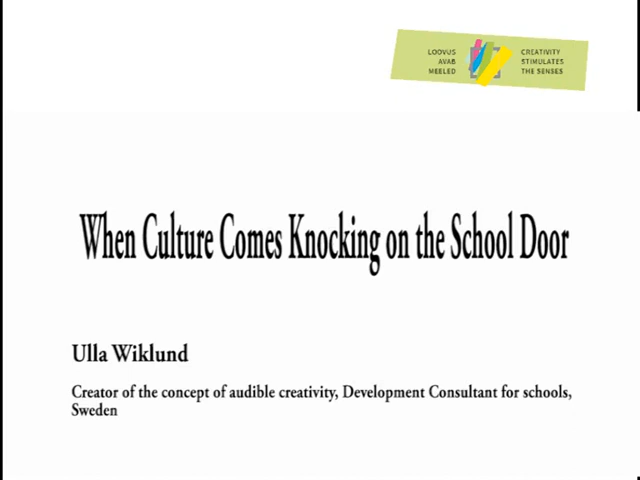 LOOVUS
AVAB
MEELED
CREATIVITY
STIMULATES
THE SENSES
When Culture Comes Knocking on the School Door
Ulla Wiklund
Creator of the concept of audible creativity, Development Consultant for schools,
Sweden